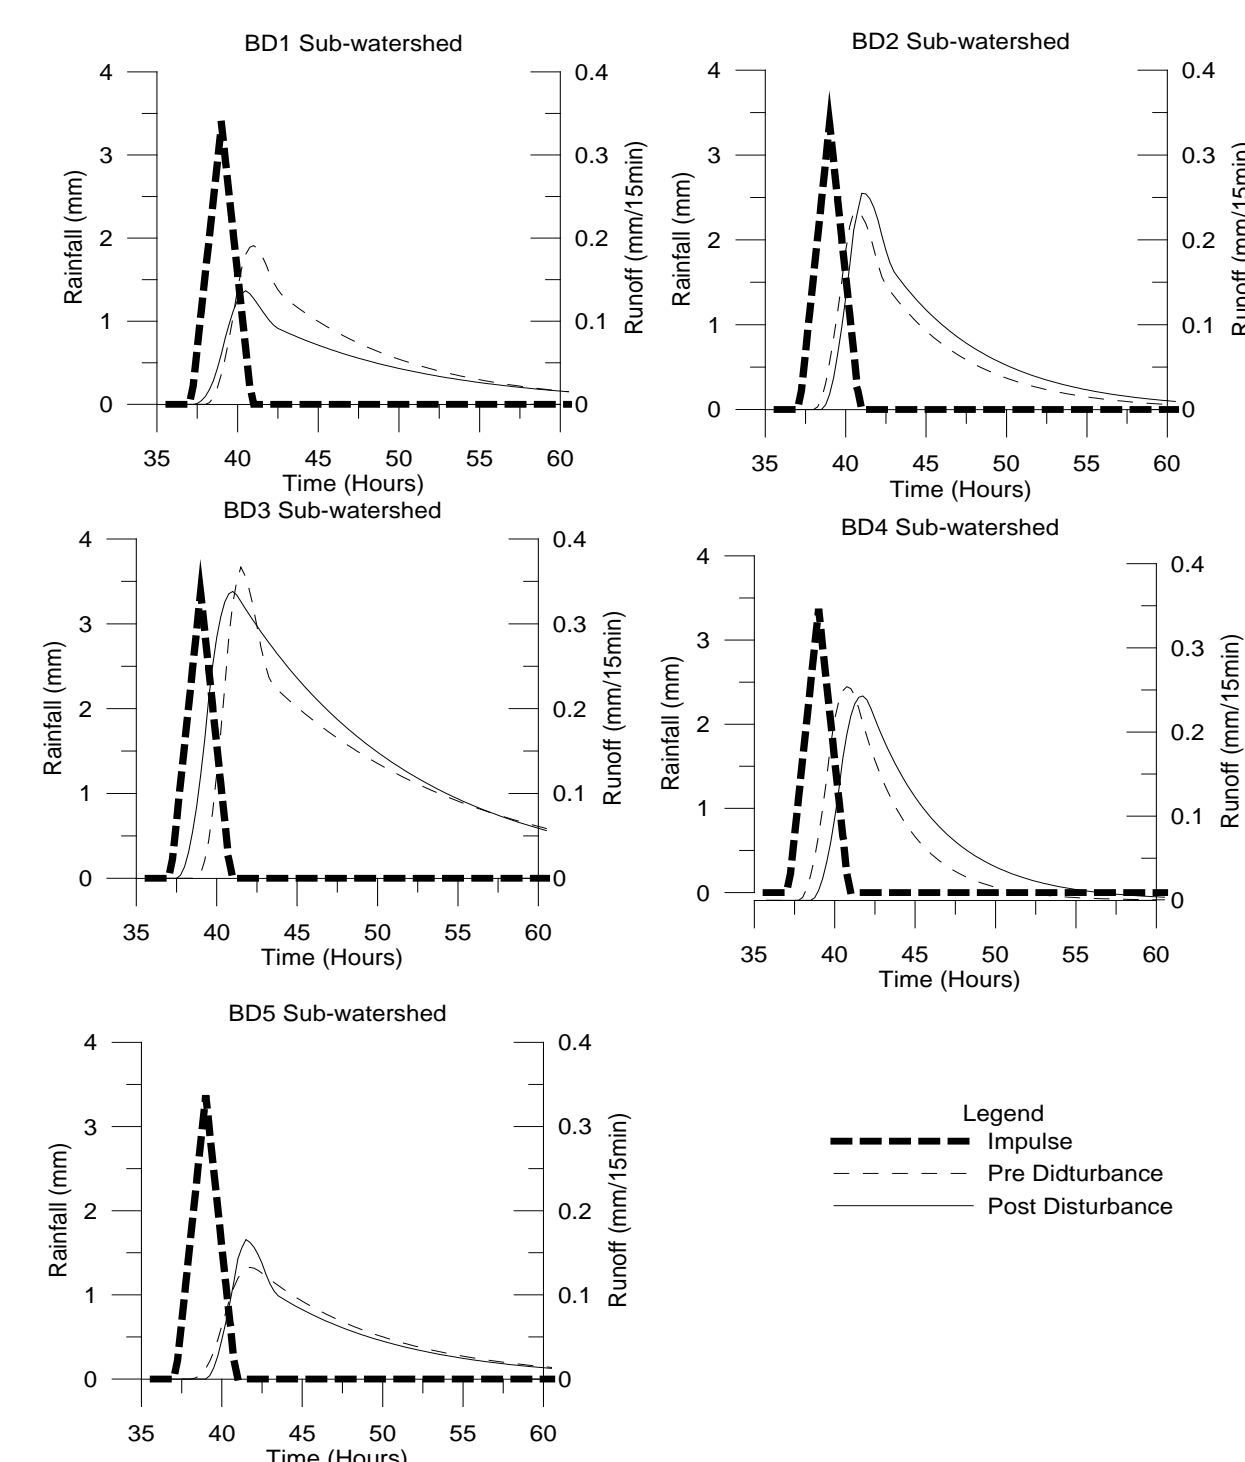 BD1 Sub-watershed
4
3
2
1
0
Rainfall (mm)
0.4
0.3
0.2
0.1
0
Runoff (mm/15min)
35 40 45 50 55 60
Time (Hours)
BD2 Sub-watershed
4
3
2
1
0
Rainfall (mm)
0.4
0.3
0.2
0.1
0
Runoff (mm/15min)
35 40 45 50 55 60
Time (Hours)
BD3 Sub-watershed
4
3
2
1
0
Rainfall (mm)
0.4
0.3
0.2
0.1
0
Runoff (mm/15min)
35 40 45 50 55 60
Time (Hours)
BD4 Sub-watershed
4
3
2
1
0
Rainfall (mm)
0.4
0.3
0.2
0.1
0
Runoff (mm/15min)
35 40 45 50 55 60
Time (Hours)
BD5 Sub-watershed
4
3
2
1
0
Rainfall (mm)
0.4
0.3
0.2
0.1
0
Runoff (mm/15min)
35 40 45 50 55 60
Time (Hours)
Legend
Impulse
Pre Didturbance
Post Disturbance